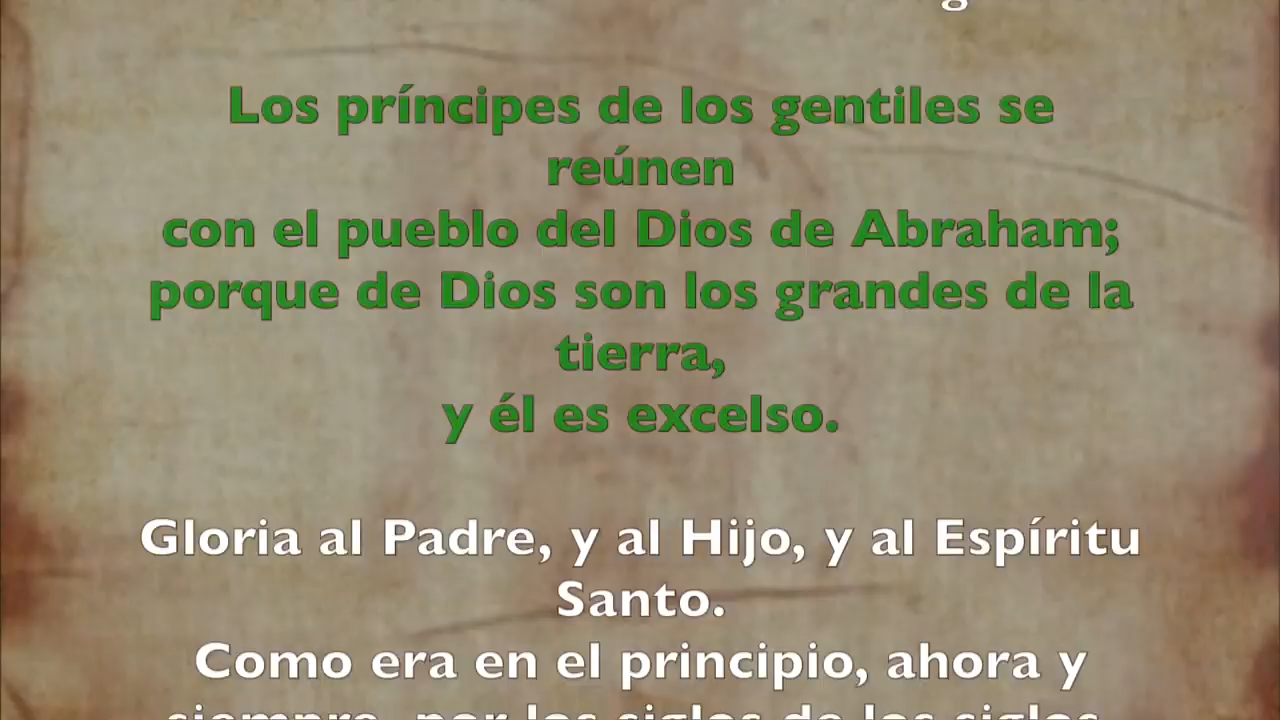 Los príncipes de los gentiles se
reúnen
con el pueblo del Dios de Abraham;
porque de Dios son los grandes de la
tierra,
y él es excelso.
Gloria al Padre, y al Hijo, y al Espíritu
Santo.
Como era en el principio, ahora y
siempre, por los siglos de los siglos.